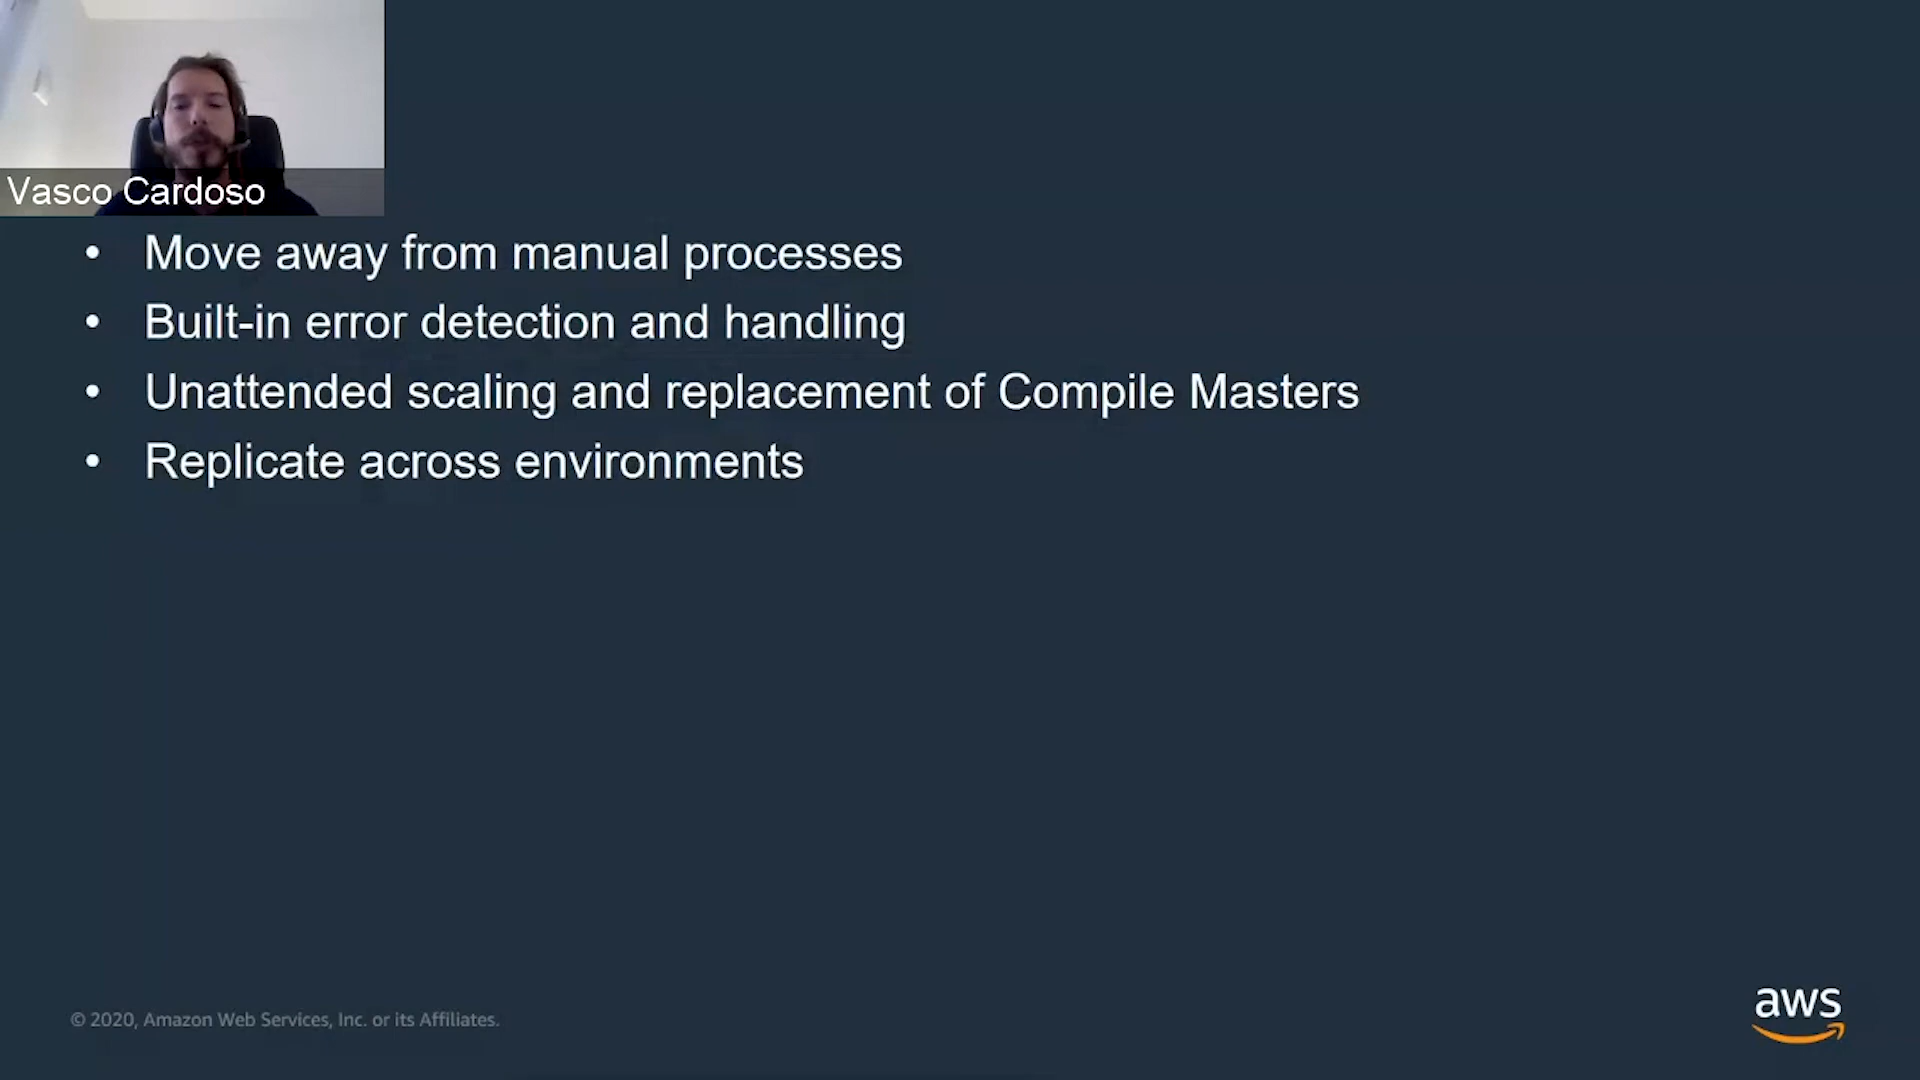 Vasco Cardoso
• Move away from manual processes
• Built-in error detection and handling
• Unattended scaling and replacement of Compile Masters
• Replicate across environments
© 2020, Amazon Web Services, Inc. or its Affiliates.
aws